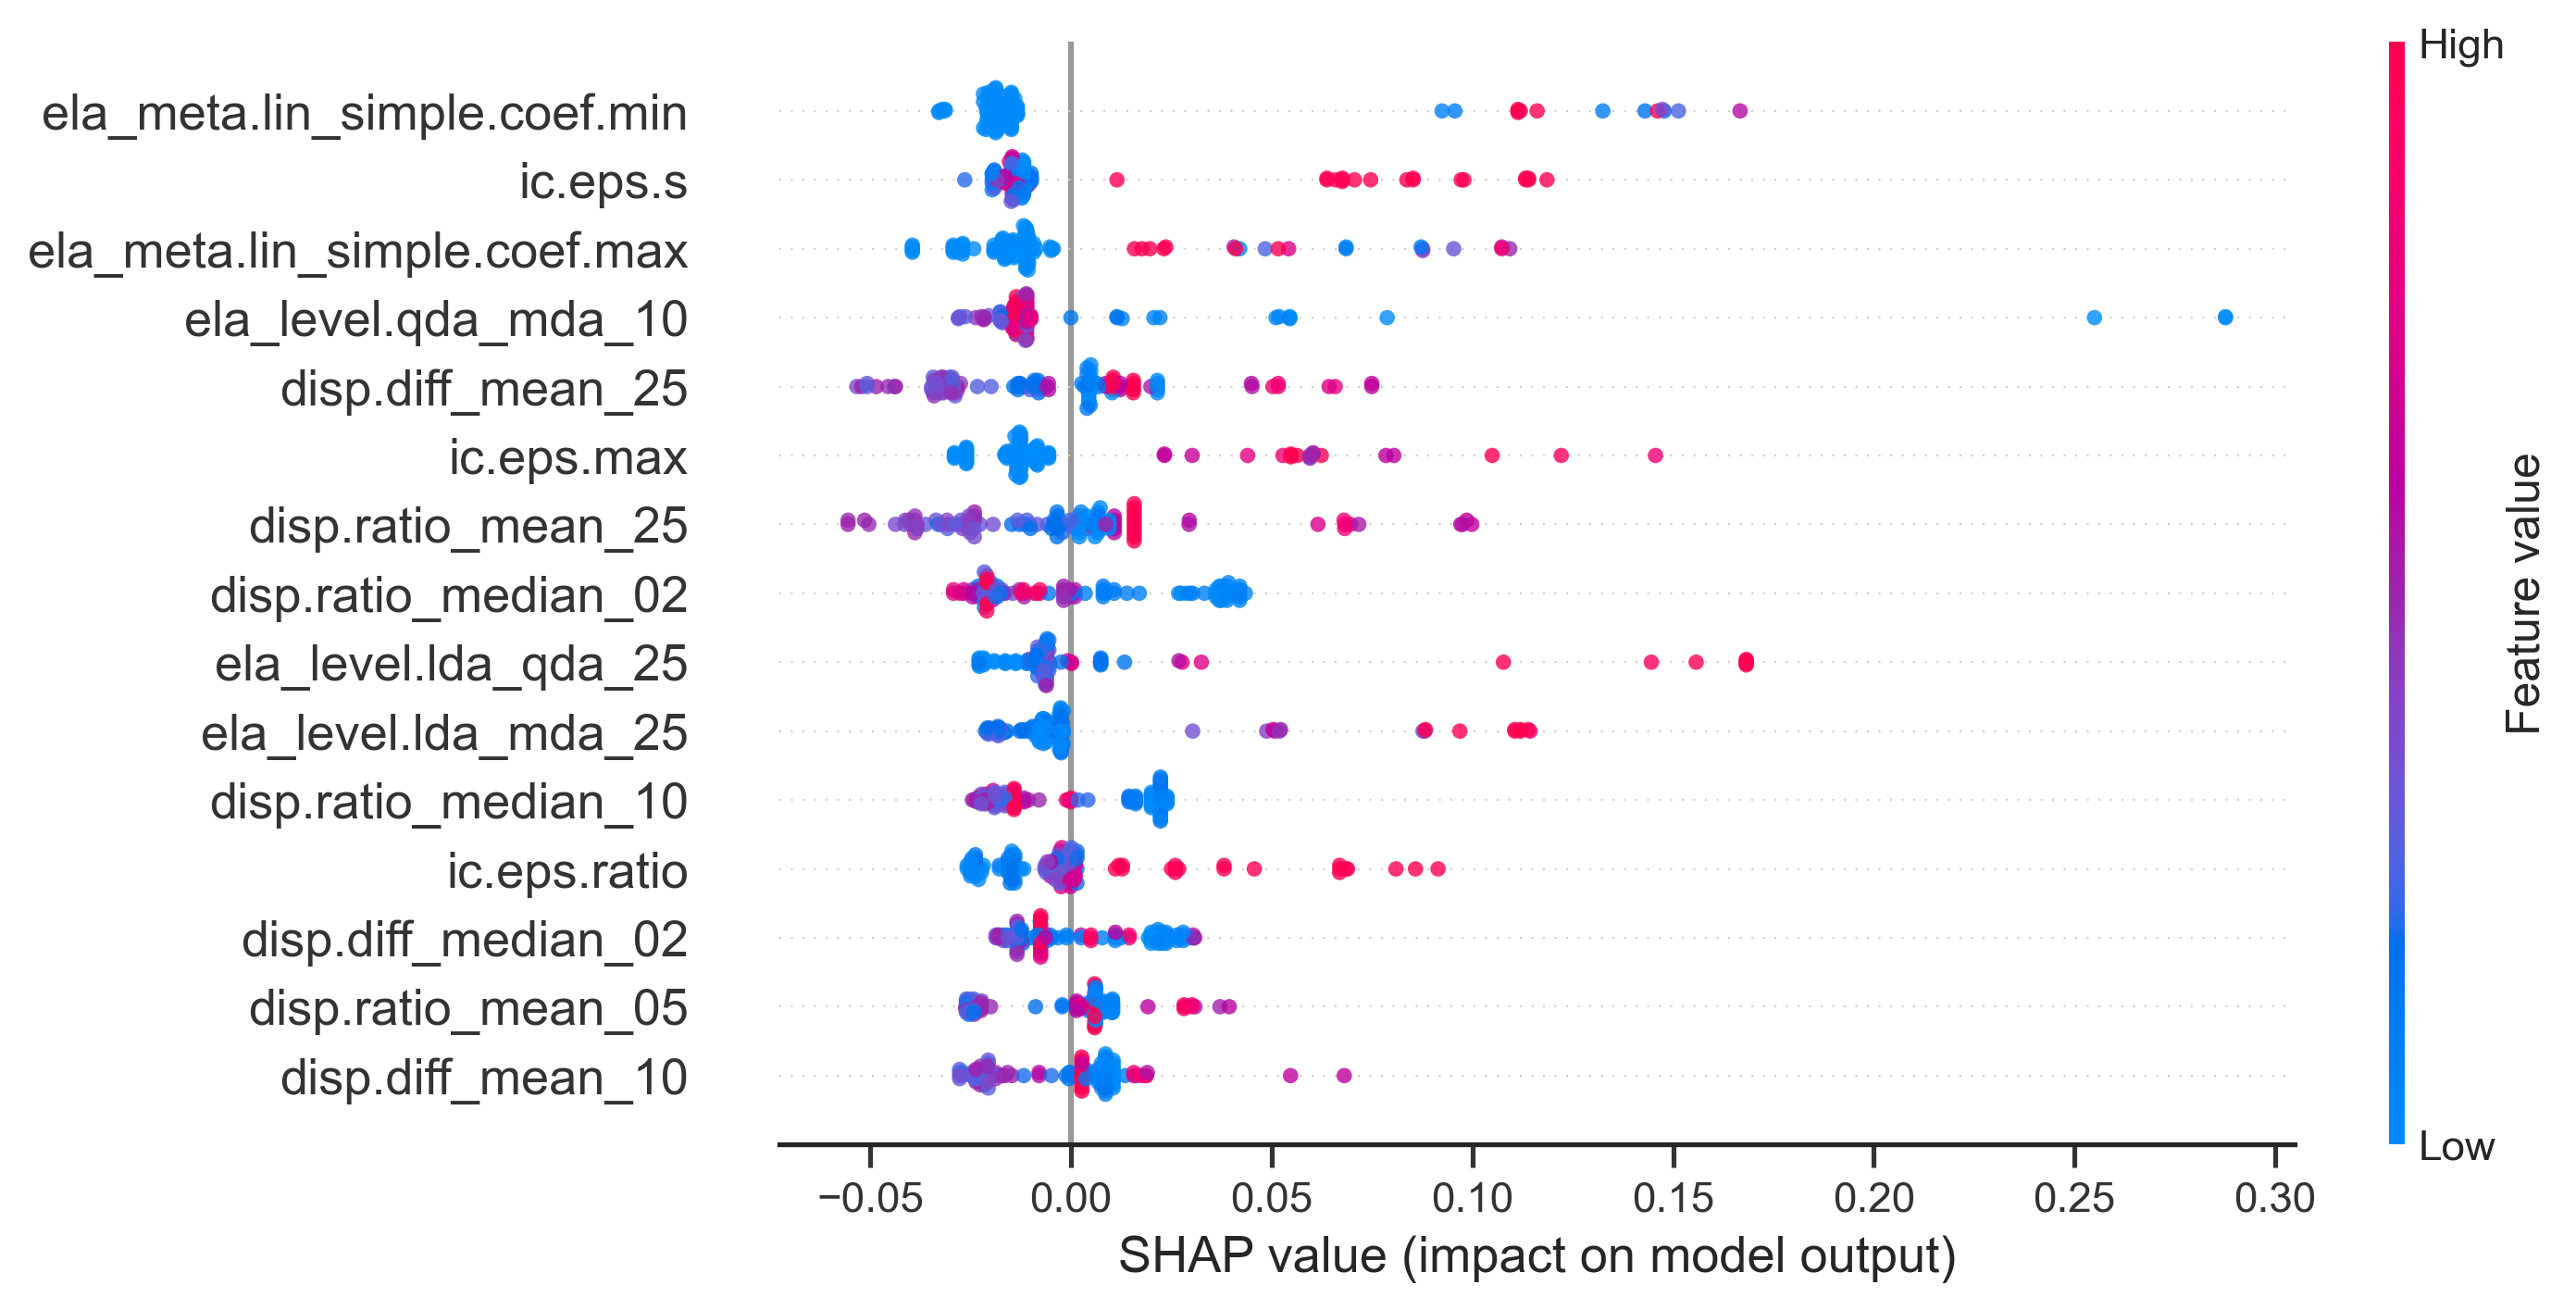 High
ela_meta.lin_simple.coef.min
ic.eps.s
ela_meta.lin_simple.coef.max
ela_level.qda_mda_10
disp.diff_mean_25
ic.eps.max
disp.ratio_mean_25
disp.ratio_median_02
ela_level.lda_qda_25
ela_level.lda_mda_25
disp.ratio_median_10
ic.eps.ratio
disp.diff_median_02
disp.ratio_mean_05
disp.diff_mean_10
Feature value
Low
−0.05 0.00 0.05 0.10 0.15 0.20 0.25 0.30
SHAP value (impact on model output)